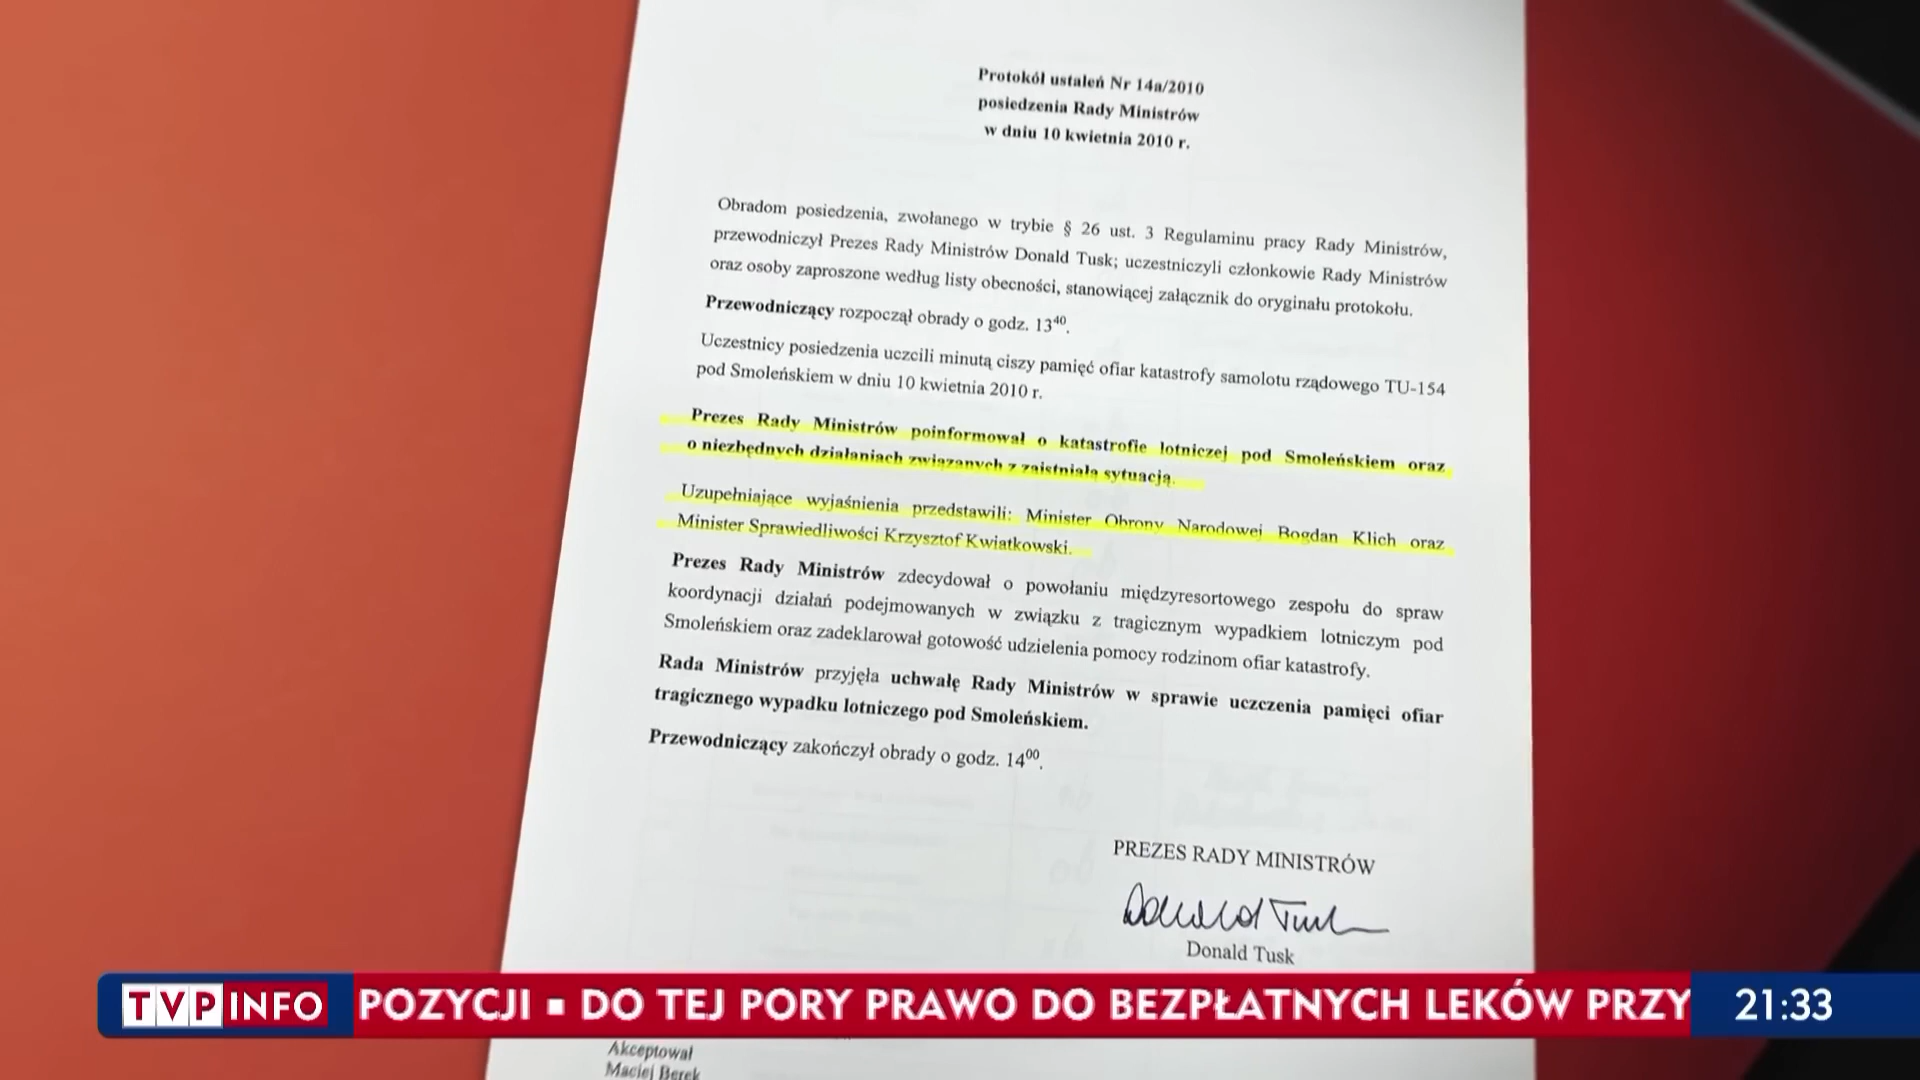 Protokół ustaleń Nr 14a/2010
posiedzenia Rady Ministrów
w dniu 10 kwietnia 2010 r.
Obradom posiedzenia, zwołanego w trybie § 26 ust. 3 Regulaminu pracy Rady Ministrów,
przewodniczył Prezes Rady Ministrów Donald Tusk; uczestniczyli członkowie Rady Ministrów
oraz osoby zaproszone według listy obecności, stanowiącej załącznik do oryginału protokołu.
Przewodniczący rozpoczął obrady o godz. 13⁴⁰.
Uczestnicy posiedzenia uczcili minutą ciszy pamięć ofiar katastrofy samolotu rządowego TU-154
pod Smoleńskiem w dniu 10 kwietnia 2010 r.
Prezes Rady Ministrów poinformował o katastrofie lotniczej pod Smoleńskiem oraz
o niezbędnych działaniach związanych z zaistniałą sytuacją.
Uzupełniające wyjaśnienia przedstawili: Minister Obrony Narodowej Bogdan Klich oraz
Minister Sprawiedliwości Krzysztof Kwiatkowski.
Prezes Rady Ministrów zdecydował o powołaniu międzyresortowego zespołu do spraw
koordynacji działań podejmowanych w związku z tragicznym wypadkiem lotniczym pod
Smoleńskiem oraz zadeklarował gotowość udzielenia pomocy rodzinom ofiar katastrofy.
Rada Ministrów przyjęła uchwałę Rady Ministrów w sprawie uczczenia pamięci ofiar
tragicznego wypadku lotniczego pod Smoleńskiem.
Przewodniczący zakończył obrady o godz. 14⁰⁰.
PREZES RADY MINISTRÓW
Donald Tusk
Donald Tusk
TVP INFO POZYCJI ▪ DO TEJ PORY PRAWO DO BEZPŁATNYCH LEKÓW PRZY 21:33
Akceptował
Maciej Berek